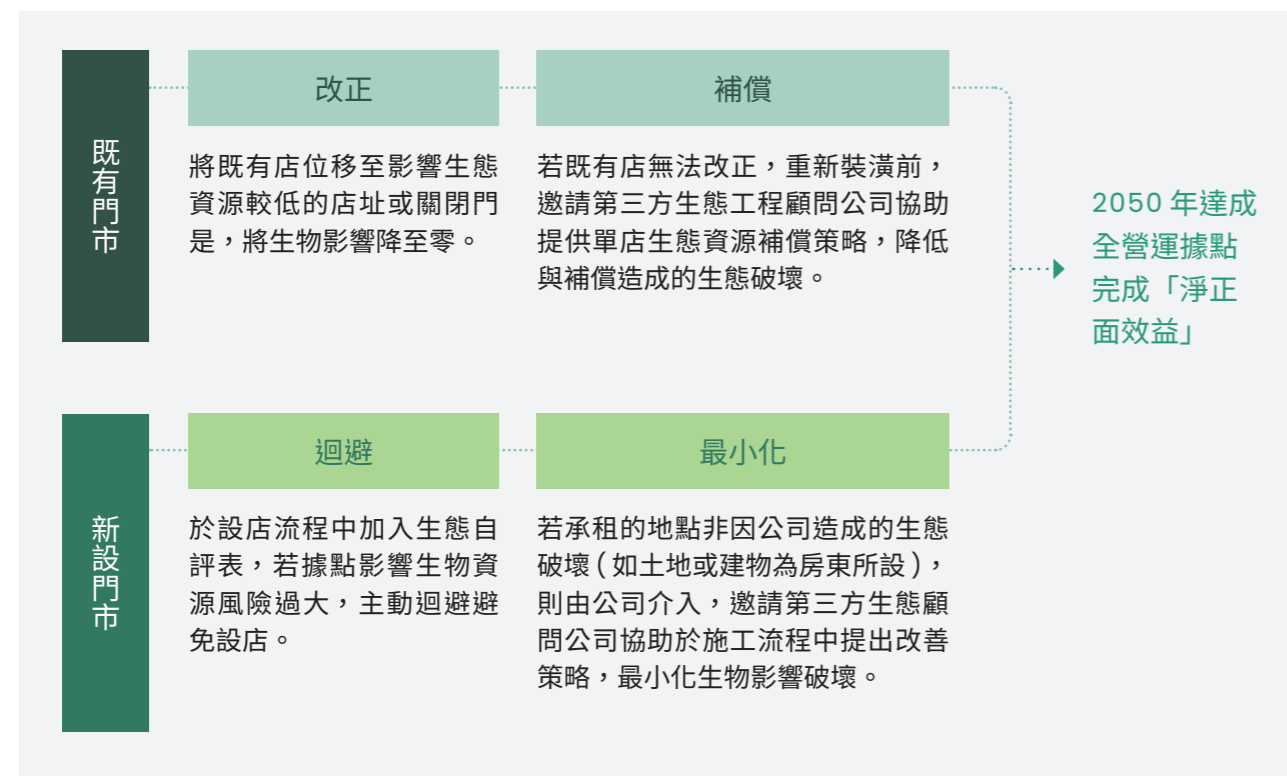 既有門市
改正
將既有店位移至影響生態
資源較低的店址或關閉門
是，將生物影響降至零。
補償
若既有店無法改正，重新裝潢前，
邀請第三方生態工程顧問公司協助
提供單店生態資源補償策略，降低
與補償造成的生態破壞。
新設門市
迴避
於設店流程中加入生態自
評表，若據點影響生物資
源風險過大，主動迴避避
免設店。
最小化
若承租的地點非因公司造成的生態
破壞（如土地或建物為房東所設），
則由公司介入，邀請第三方生態顧
問公司協助於施工流程中提出改善
策略，最小化生物影響破壞。
2050 年達成
全營運據點
完成「淨正
面效益」